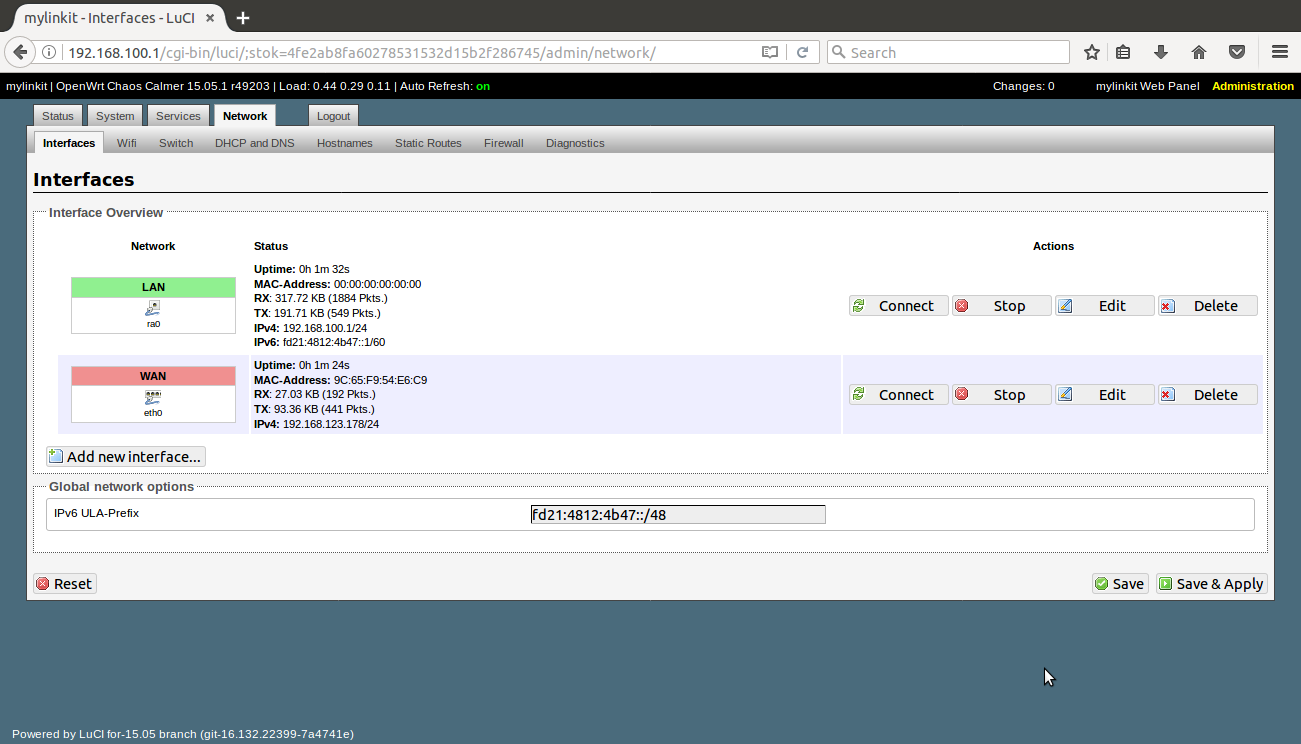 mylinkit - Interfaces - LuCI
192.168.100.1/cgi-bin/luci/;stok=4fe2ab8fa60278531532d15b2f286745/admin/network/
Search
mylinkit | OpenWrt Chaos Calmer 15.05.1 r49203 | Load: 0.44 0.29 0.11 | Auto Refresh: on
Changes: 0
mylinkit Web Panel
Administration
Status
System
Services
Network
Logout
Interfaces
Wifi
Switch
DHCP and DNS
Hostnames
Static Routes
Firewall
Diagnostics
Interfaces
Interface Overview
Network
Status
Actions
LAN
ra0
Uptime: 0h 1m 32s
MAC-Address: 00:00:00:00:00:00
RX: 317.72 KB (1884 Pkts.)
TX: 191.71 KB (549 Pkts.)
IPv4: 192.168.100.1/24
IPv6: fd21:4812:4b47::1/60
Connect
Stop
Edit
Delete
WAN
eth0
Uptime: 0h 1m 24s
MAC-Address: 9C:65:F9:54:E6:C9
RX: 27.03 KB (192 Pkts.)
TX: 93.36 KB (441 Pkts.)
IPv4: 192.168.123.178/24
Connect
Stop
Edit
Delete
Add new interface...
Global network options
IPv6 ULA-Prefix
fd21:4812:4b47::/48
Reset
Save
Save & Apply
Powered by LuCI for-15.05 branch (git-16.132.22399-7a4741e)